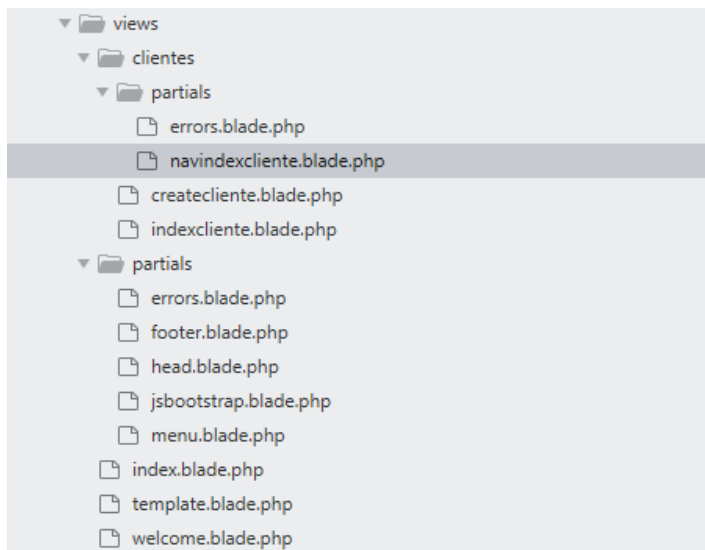 views
clientes
partials
errors.blade.php
navindexcliente.blade.php
createcliente.blade.php
indexcliente.blade.php
partials
errors.blade.php
footer.blade.php
head.blade.php
jsbootstrap.blade.php
menu.blade.php
index.blade.php
template.blade.php
welcome.blade.php